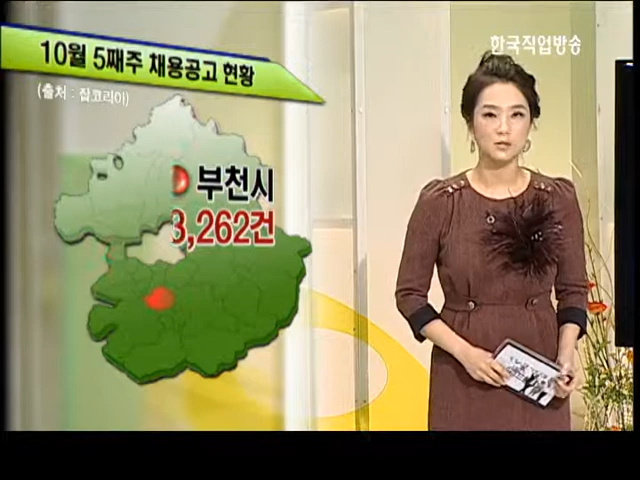 한국직업방송
10월 5째주 채용공고 현황
(출처 : 잡코리아)
부천시
3,262건